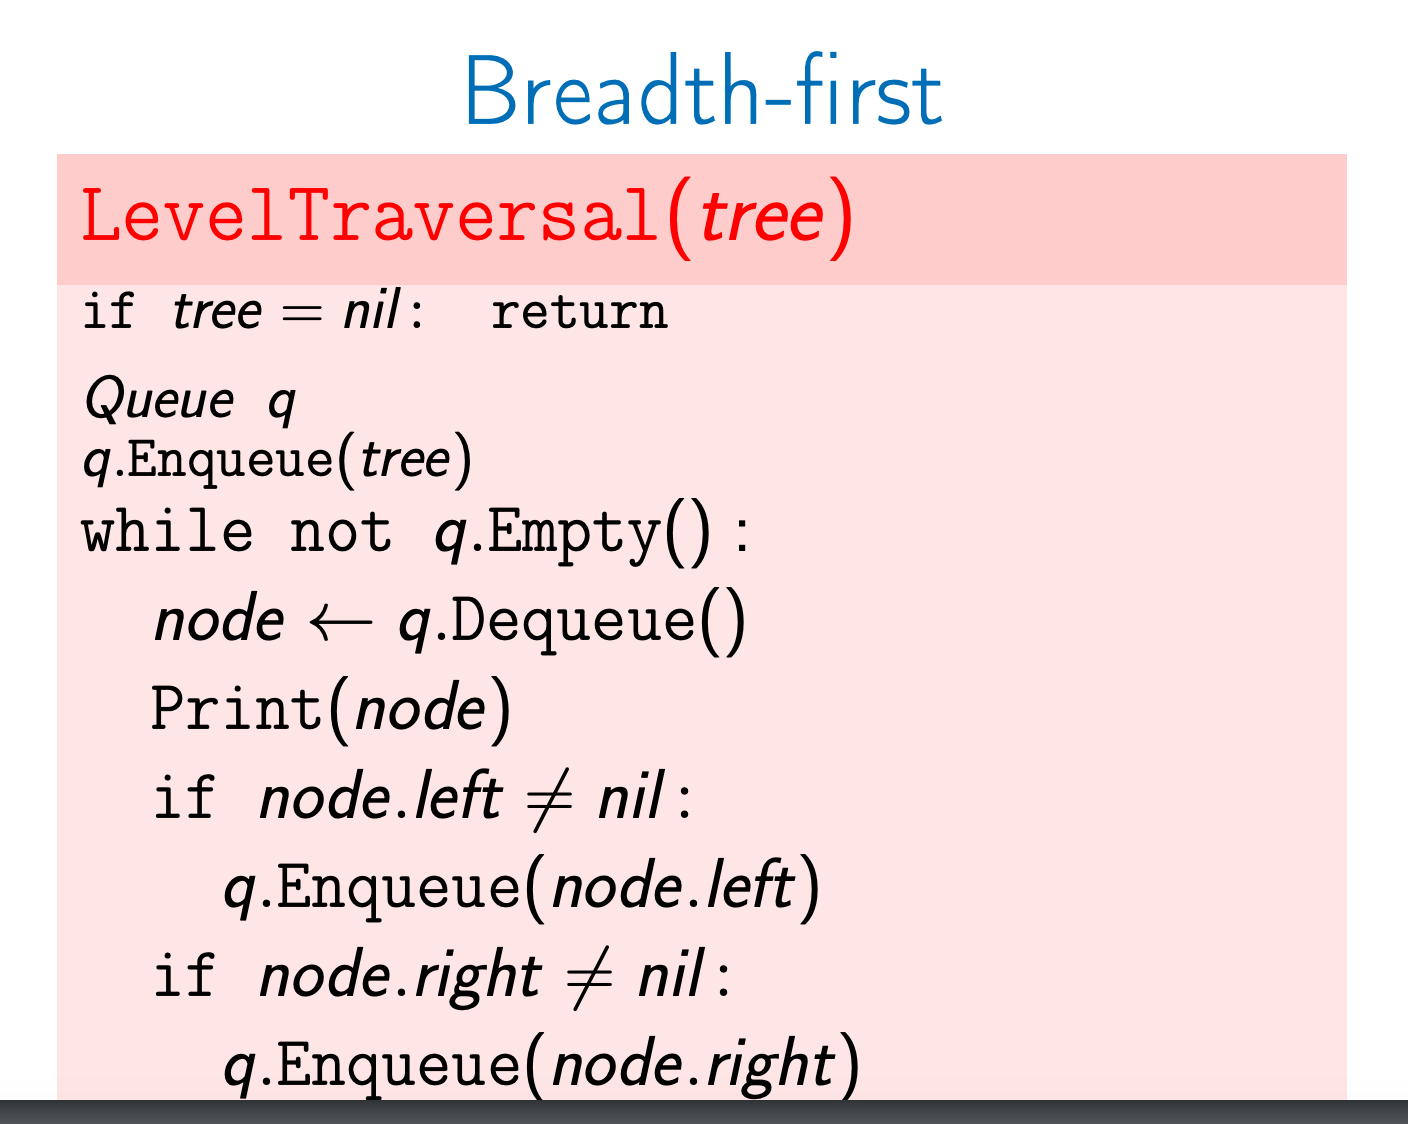 Breadth-first
LevelTraversal(tree)
if tree = nil: return
Queue q
q.Enqueue(tree)
while not q.Empty():
node ← q.Dequeue()
Print(node)
if node.left ≠ nil:
q.Enqueue(node.left)
if node.right ≠ nil:
q.Enqueue(node.right)